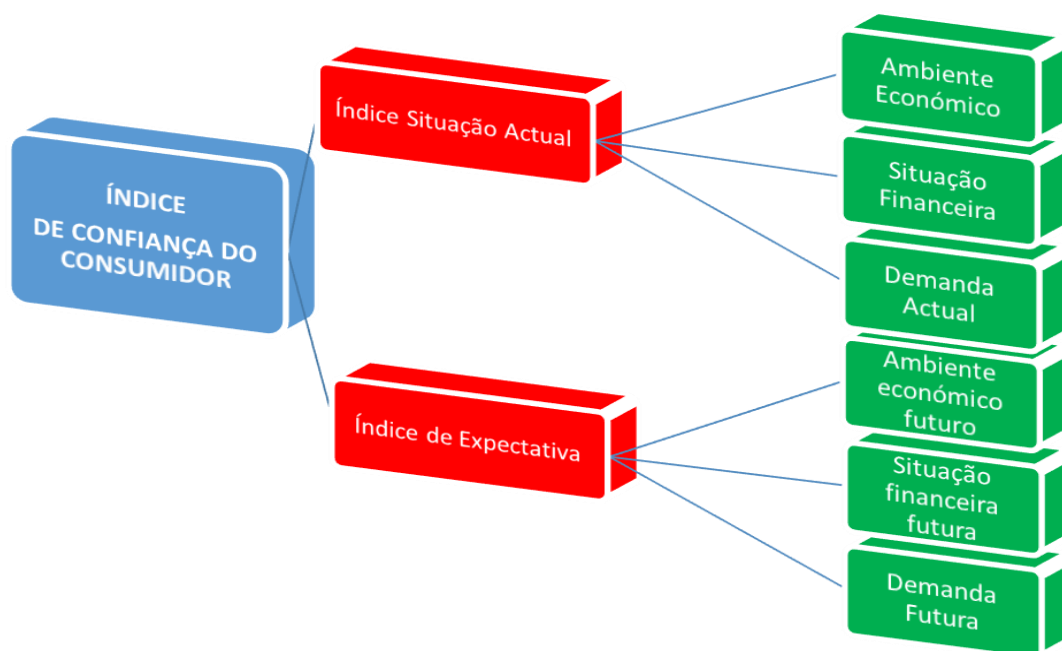 ÍNDICE
DE CONFIANÇA DO
CONSUMIDOR
Índice Situação Actual
Índice de Expectativa
Ambiente
Económico
Situação
Financeira
Demanda
Actual
Ambiente
económico
futuro
Situação
financeira
futura
Demanda
Futura